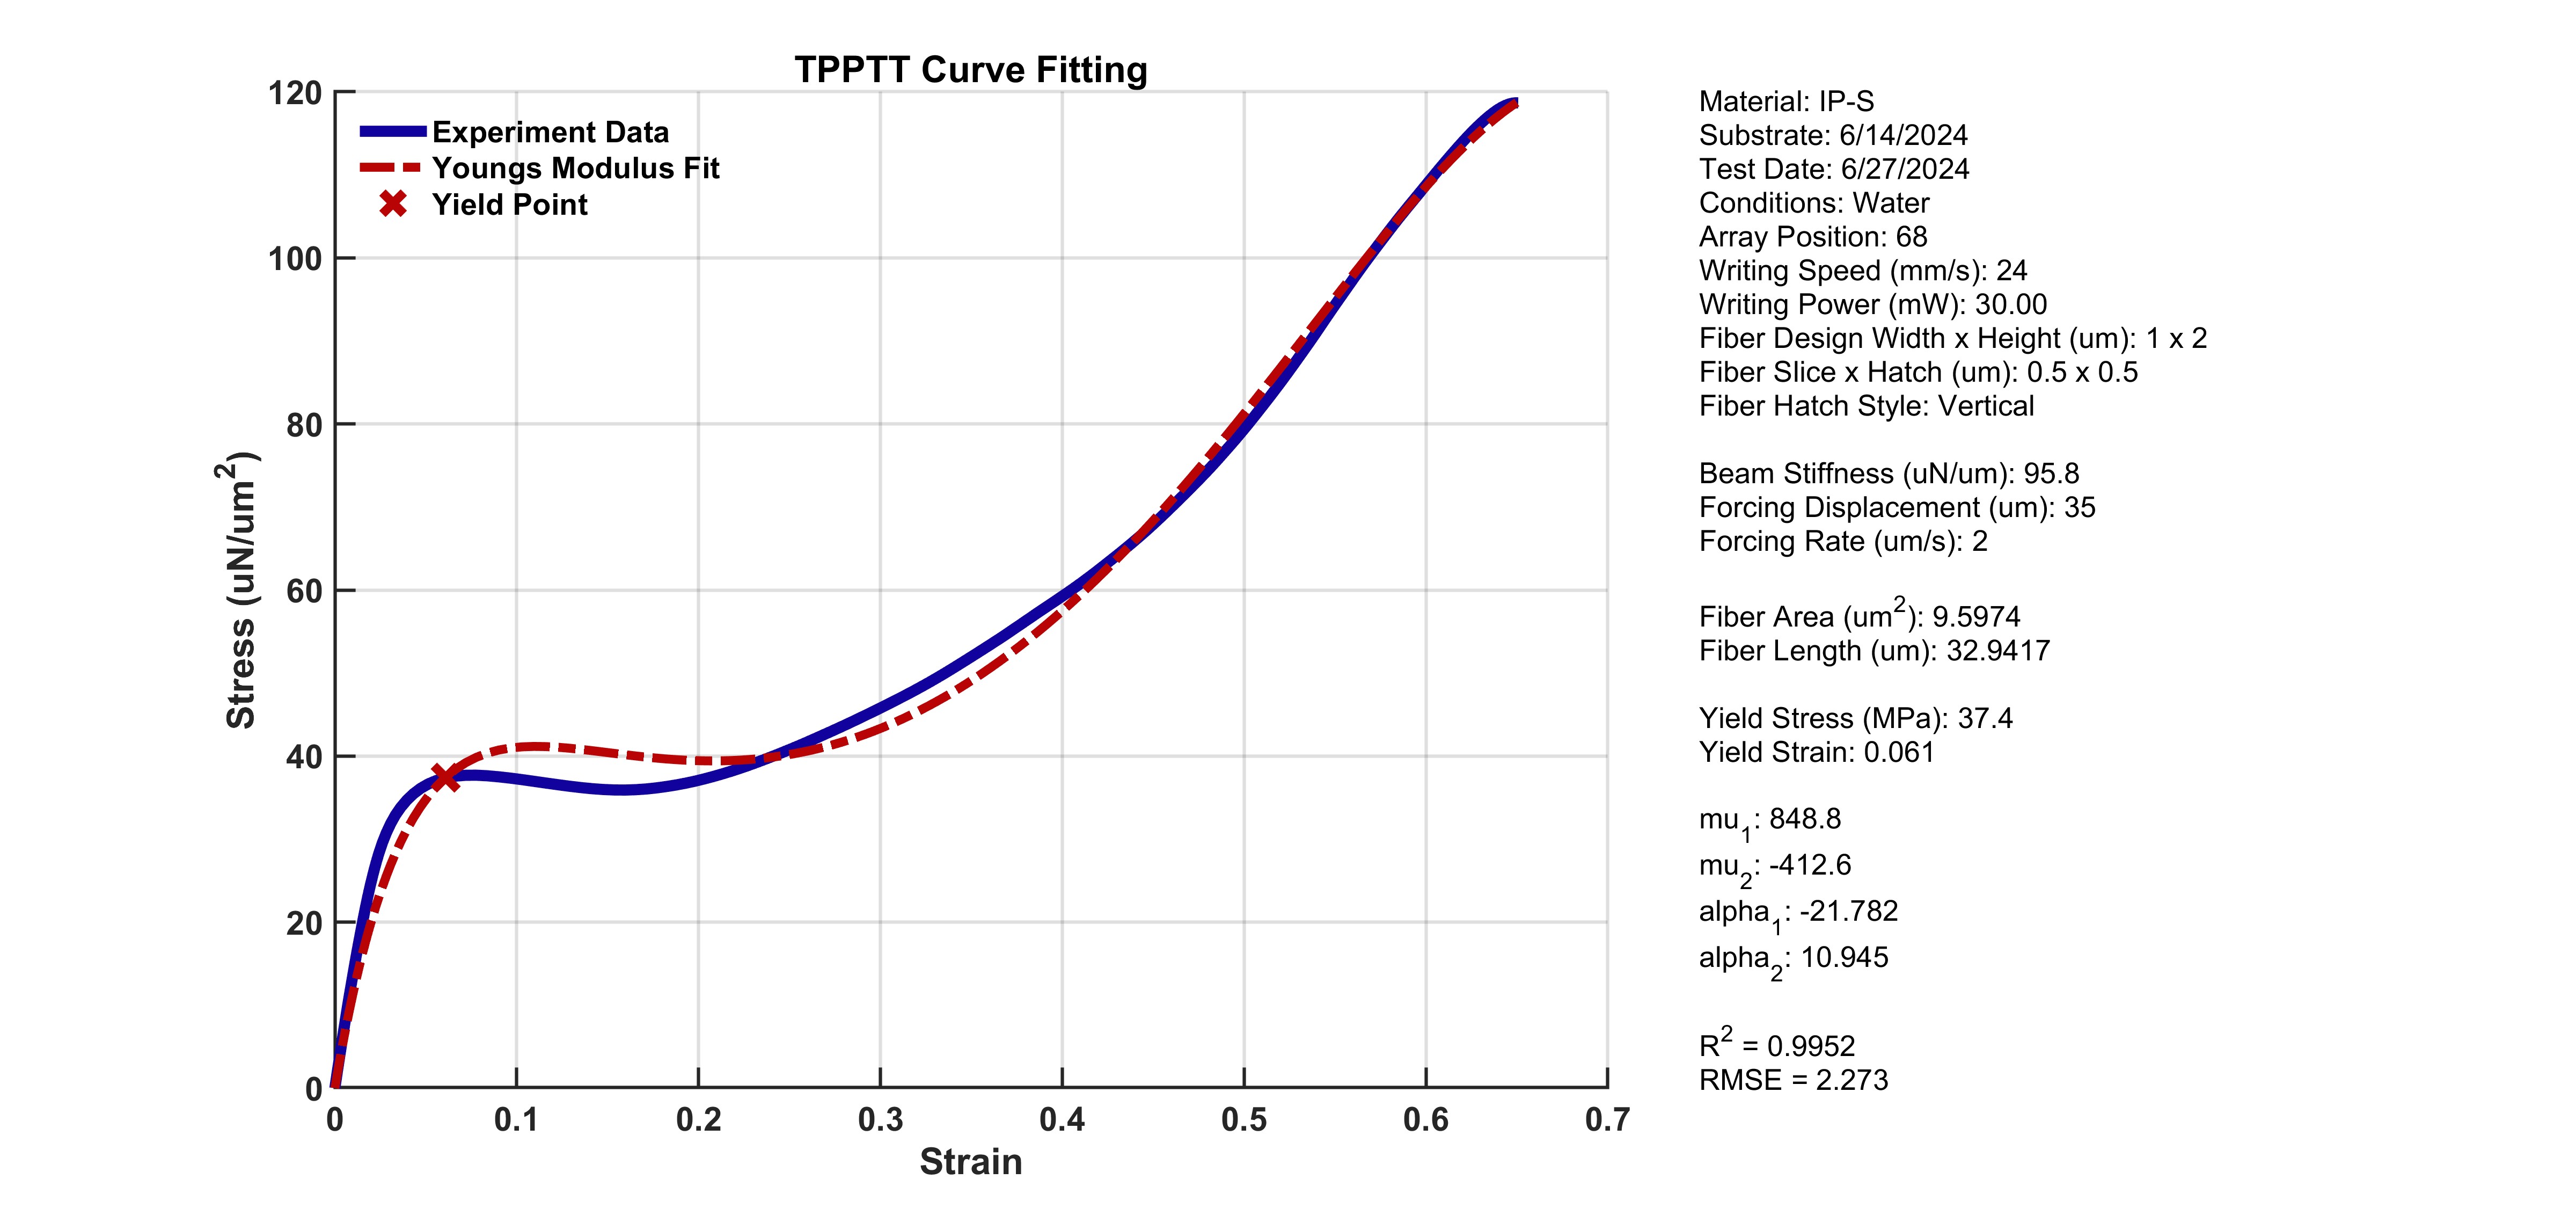 TPPTT Curve Fitting
120
100
80
60
40
20
0
Stress (uN/um²)
Experiment Data
Youngs Modulus Fit
Yield Point
0 0.1 0.2 0.3 0.4 0.5 0.6 0.7
Strain
Material: IP-S
Substrate: 6/14/2024
Test Date: 6/27/2024
Conditions: Water
Array Position: 68
Writing Speed (mm/s): 24
Writing Power (mW): 30.00
Fiber Design Width x Height (um): 1 x 2
Fiber Slice x Hatch (um): 0.5 x 0.5
Fiber Hatch Style: Vertical
Beam Stiffness (uN/um): 95.8
Forcing Displacement (um): 35
Forcing Rate (um/s): 2
Fiber Area (um²): 9.5974
Fiber Length (um): 32.9417
Yield Stress (MPa): 37.4
Yield Strain: 0.061
mu₁: 848.8
mu₂: -412.6
alpha₁: -21.782
alpha₂: 10.945
R² = 0.9952
RMSE = 2.273